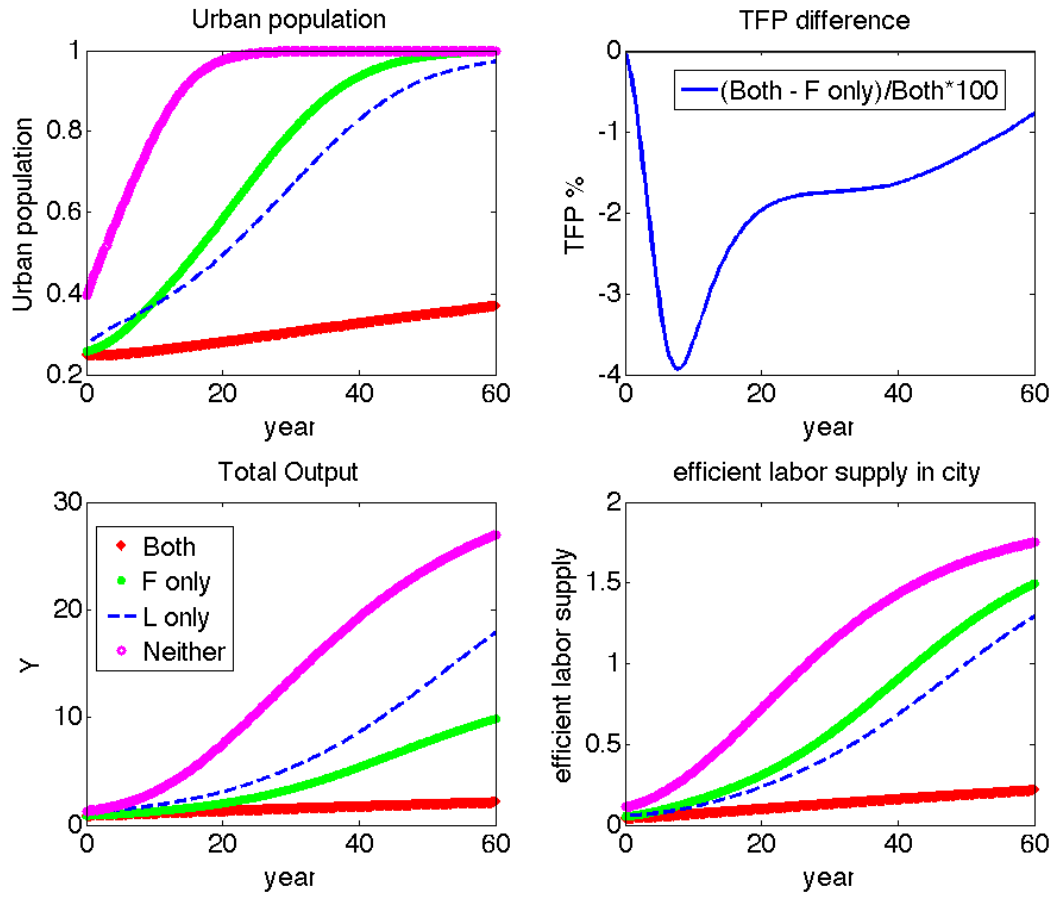 Urban population
Urban population
1
0.8
0.6
0.4
0.2
0
20
40
60
year
TFP difference
(Both - F only)/Both*100
TFP %
0
-1
-2
-3
-4
0
20
40
60
year
Total Output
Both
F only
L only
Neither
Y
30
20
10
0
0
20
40
60
year
efficient labor supply in city
efficient labor supply
2
1.5
1
0.5
0
0
20
40
60
year